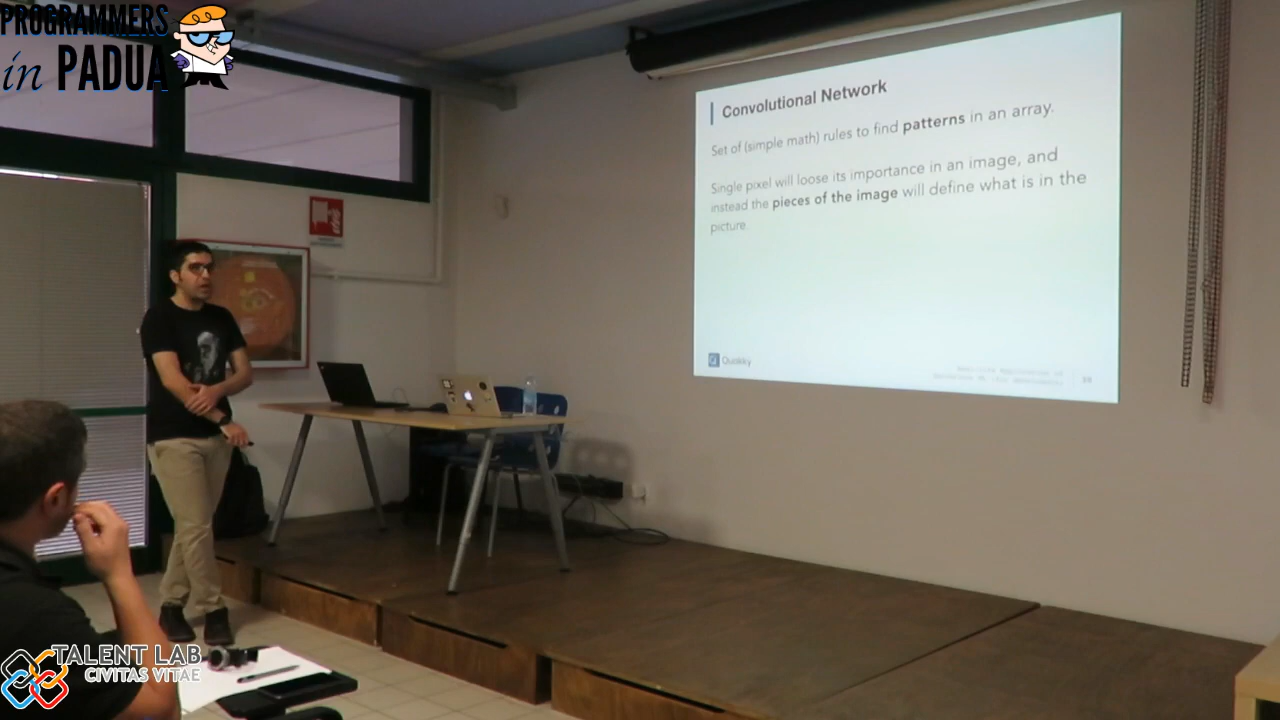 PROGRAMMERS
in PADUA
Convolutional Network
Set of (simple math) rules to find patterns in an array.
Single pixel will loose its importance in an image, and
instead the pieces of the image will define what is in the
picture.
Quokky
TALENT LAB
CIVITAS VITAE